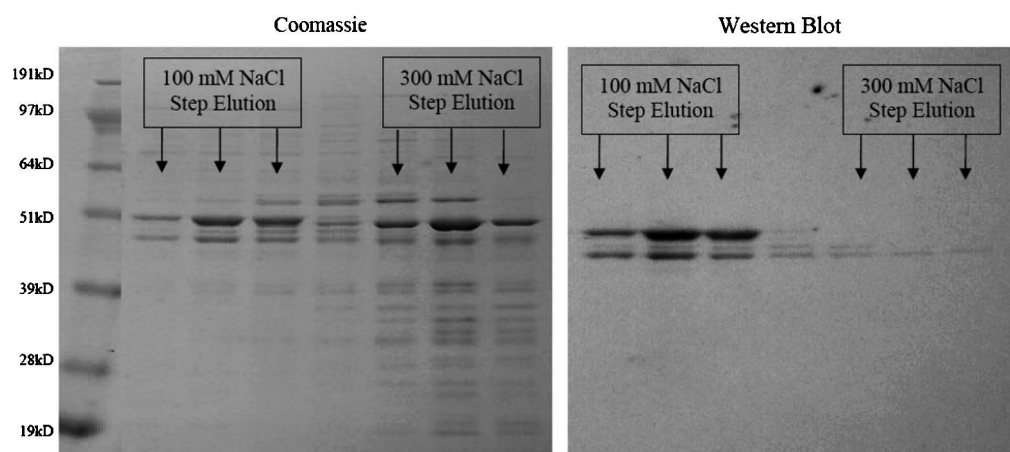 Coomassie
Western Blot
191kD
97kD
64kD
51kD
39kD
28kD
19kD
100 mM NaCl
Step Elution
300 mM NaCl
Step Elution
100 mM NaCl
Step Elution
300 mM NaCl
Step Elution